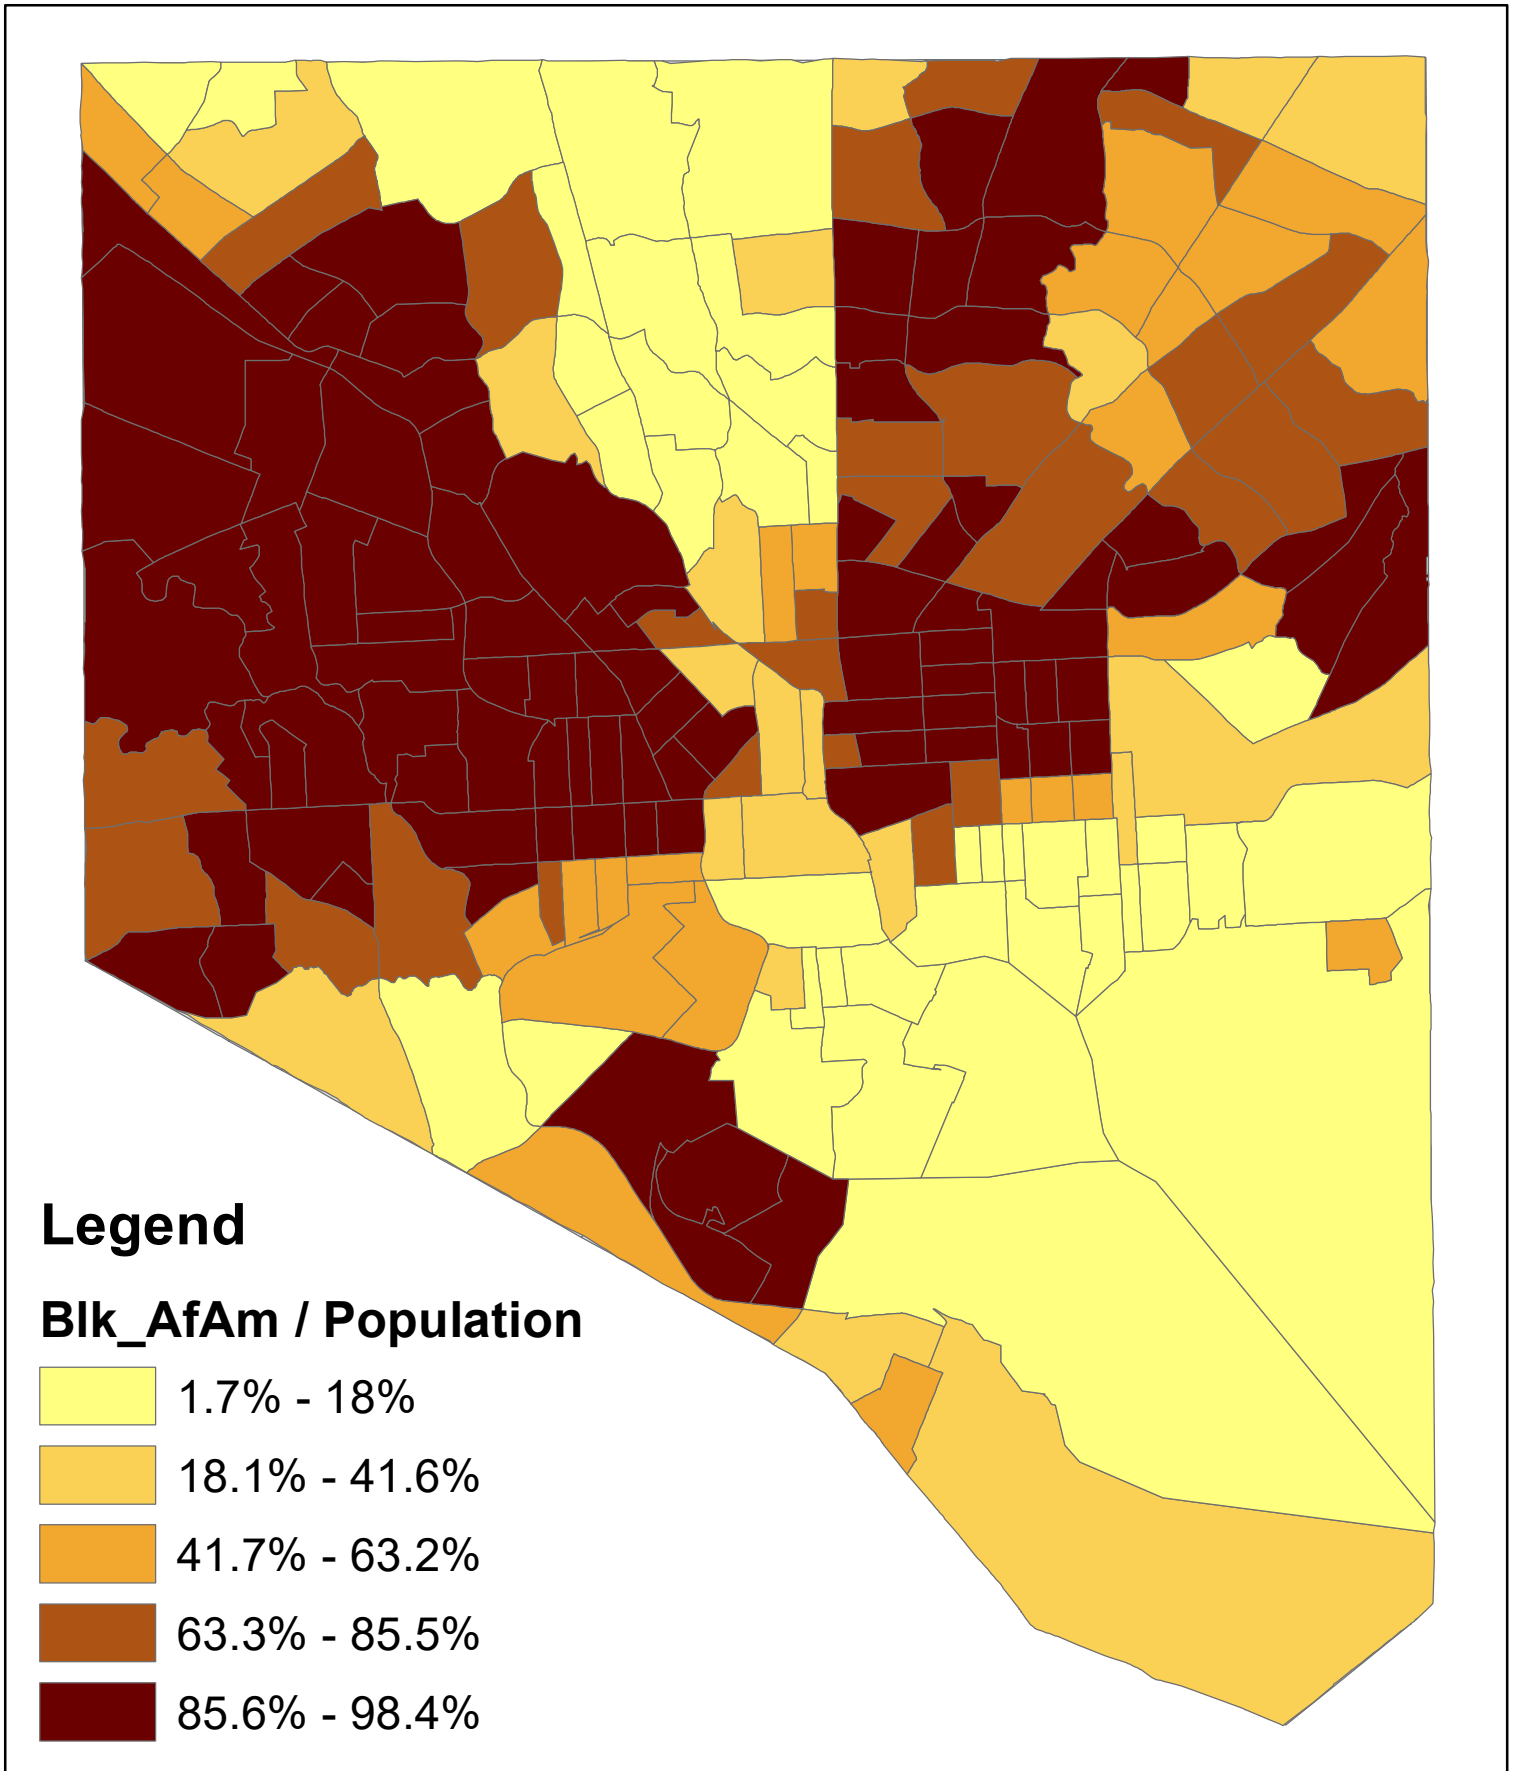 Legend
Blk_AfAm / Population
1.7% - 18%
18.1% - 41.6%
41.7% - 63.2%
63.3% - 85.5%
85.6% - 98.4%